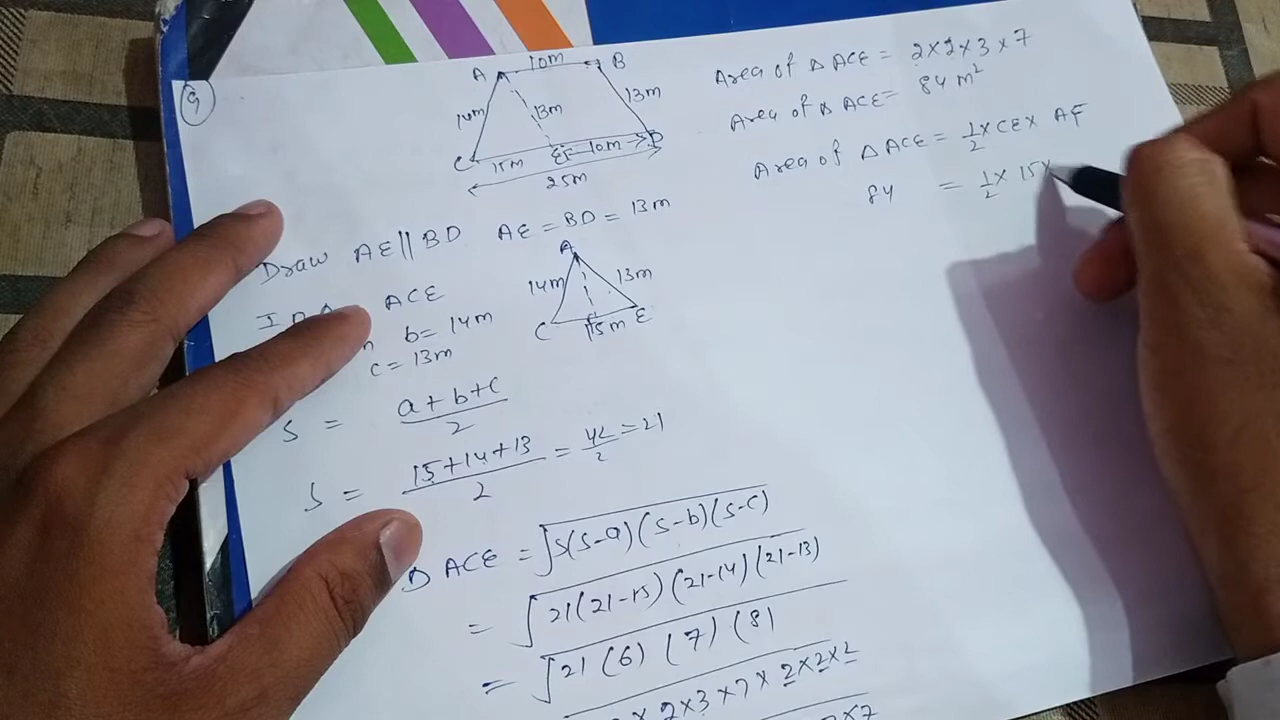 9
10m
A B
14m 13m 13m
C 15m E 10m D
25m
Draw AE || BD AE = BD = 13m
ACE
b = 14m
c = 13m
A
14m 13m
C 15m E
S = a+b+c/2
S = 15+14+13/2 = 42/2 = 21
Δ ACE = √s(s-a)(s-b)(s-c)
= √21(21-15)(21-14)(21-13)
= √21(6)(7)(8)
× 2×3×7×2×2×2
×7
Area of Δ ACE = 2×2×3×7
Area of Δ ACE = 84 m²
Area of Δ ACE = 1/2 × CE × AF
84 = 1/2 × 15 ×